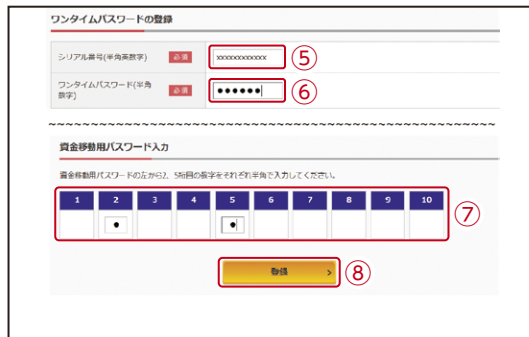 ワンタイムパスワードの登録
シリアル番号(半角英数字) 必須 xxxxxxxxxxxx ⑤
ワンタイムパスワード(半角
数字) 必須 ●●●●●● ⑥
資金移動用パスワード入力
資金移動用パスワードの左から2、5桁目の数字をそれぞれ半角で入力してください。
1 2 3 4 5 6 7 8 9 10
● ● ⑦
登録 > ⑧